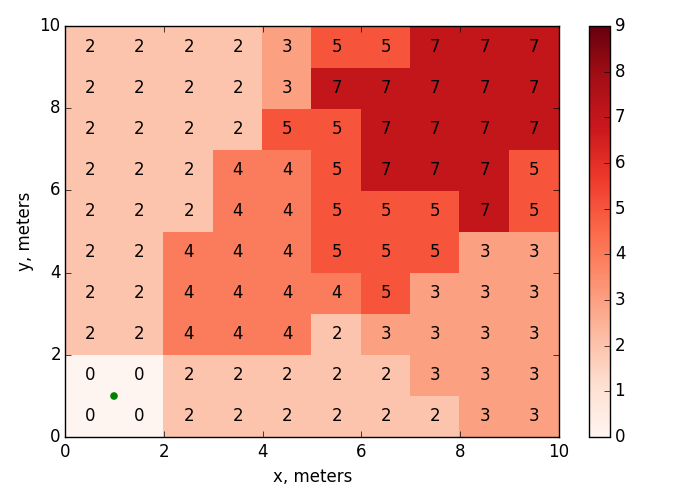 10
2 2 2 2 3 5 5 7 7 7
2 2 2 2 3 7 7 7 7 7
8
2 2 2 2 5 5 7 7 7 7
2 2 2 4 4 5 7 7 7 5
6
2 2 2 4 4 5 5 5 7 5
2 2 4 4 4 5 5 5 3 3
4
2 2 4 4 4 4 5 3 3 3
2 2 4 4 4 2 3 3 3 3
2
0 0 2 2 2 2 2 3 3 3
0 0 2 2 2 2 2 2 3 3
0
0 2 4 6 8 10
x, meters
y, meters
9
8
7
6
5
4
3
2
1
0